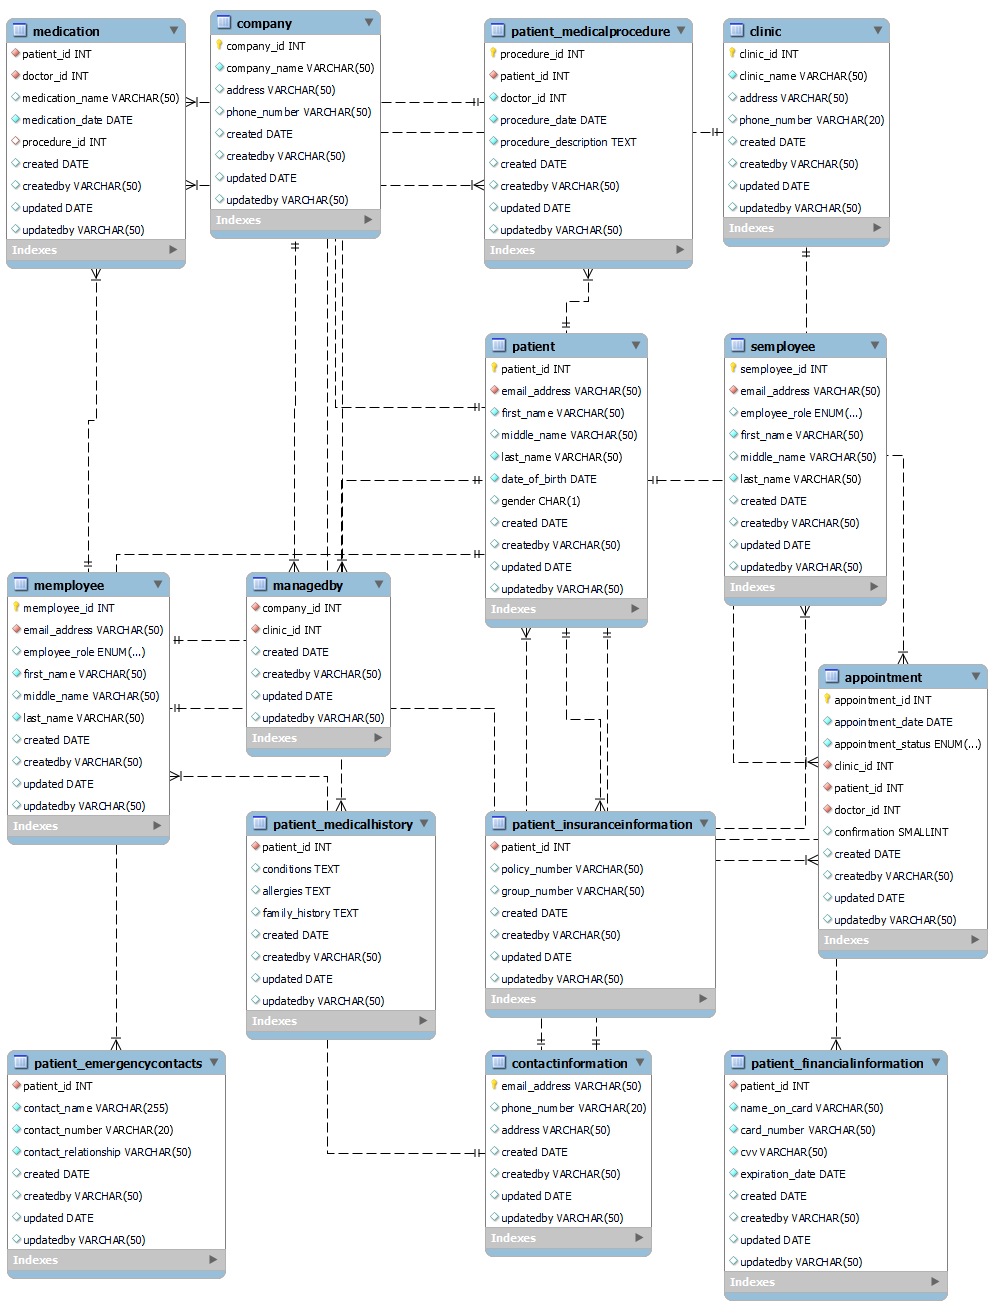 medication
patient_id INT
doctor_id INT
medication_name VARCHAR(50)
medication_date DATE
procedure_id INT
created DATE
createdby VARCHAR(50)
updated DATE
updatedby VARCHAR(50)
Indexes
company
company_id INT
company_name VARCHAR(50)
address VARCHAR(50)
phone_number VARCHAR(50)
created DATE
createdby VARCHAR(50)
updated DATE
updatedby VARCHAR(50)
Indexes
patient_medicalprocedure
procedure_id INT
patient_id INT
doctor_id INT
procedure_date DATE
procedure_description TEXT
created DATE
createdby VARCHAR(50)
updated DATE
updatedby VARCHAR(50)
Indexes
clinic
clinic_id INT
clinic_name VARCHAR(50)
address VARCHAR(50)
phone_number VARCHAR(20)
created DATE
createdby VARCHAR(50)
updated DATE
updatedby VARCHAR(50)
Indexes
patient
patient_id INT
email_address VARCHAR(50)
first_name VARCHAR(50)
middle_name VARCHAR(50)
last_name VARCHAR(50)
date_of_birth DATE
gender CHAR(1)
created DATE
createdby VARCHAR(50)
updated DATE
updatedby VARCHAR(50)
Indexes
semployee
semployee_id INT
email_address VARCHAR(50)
employee_role ENUM(...)
first_name VARCHAR(50)
middle_name VARCHAR(50)
last_name VARCHAR(50)
created DATE
createdby VARCHAR(50)
updated DATE
updatedby VARCHAR(50)
Indexes
memployee
memployee_id INT
email_address VARCHAR(50)
employee_role ENUM(...)
first_name VARCHAR(50)
middle_name VARCHAR(50)
last_name VARCHAR(50)
created DATE
createdby VARCHAR(50)
updated DATE
updatedby VARCHAR(50)
Indexes
managedby
company_id INT
clinic_id INT
created DATE
createdby VARCHAR(50)
updated DATE
updatedby VARCHAR(50)
Indexes
appointment
appointment_id INT
appointment_date DATE
appointment_status ENUM(...)
clinic_id INT
patient_id INT
doctor_id INT
confirmation SMALLINT
created DATE
createdby VARCHAR(50)
updated DATE
updatedby VARCHAR(50)
Indexes
patient_medicalhistory
patient_id INT
conditions TEXT
allergies TEXT
family_history TEXT
created DATE
createdby VARCHAR(50)
updated DATE
updatedby VARCHAR(50)
Indexes
patient_insuranceinformation
patient_id INT
policy_number VARCHAR(50)
group_number VARCHAR(50)
created DATE
createdby VARCHAR(50)
updated DATE
updatedby VARCHAR(50)
Indexes
patient_emergencycontacts
patient_id INT
contact_name VARCHAR(255)
contact_number VARCHAR(20)
contact_relationship VARCHAR(50)
created DATE
createdby VARCHAR(50)
updated DATE
updatedby VARCHAR(50)
Indexes
contactinformation
email_address VARCHAR(50)
phone_number VARCHAR(20)
address VARCHAR(50)
created DATE
createdby VARCHAR(50)
updated DATE
updatedby VARCHAR(50)
Indexes
patient_financialinformation
patient_id INT
name_on_card VARCHAR(50)
card_number VARCHAR(50)
cvv VARCHAR(50)
expiration_date DATE
created DATE
createdby VARCHAR(50)
updated DATE
updatedby VARCHAR(50)
Indexes